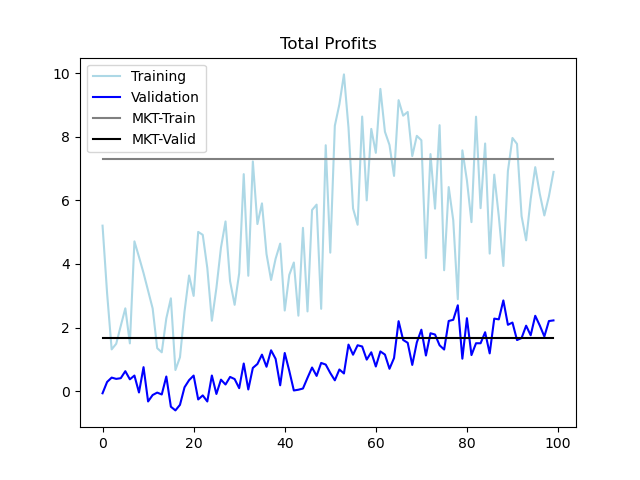 Total Profits
Training
Validation
MKT-Train
MKT-Valid
10
8
6
4
2
0
0 20 40 60 80 100